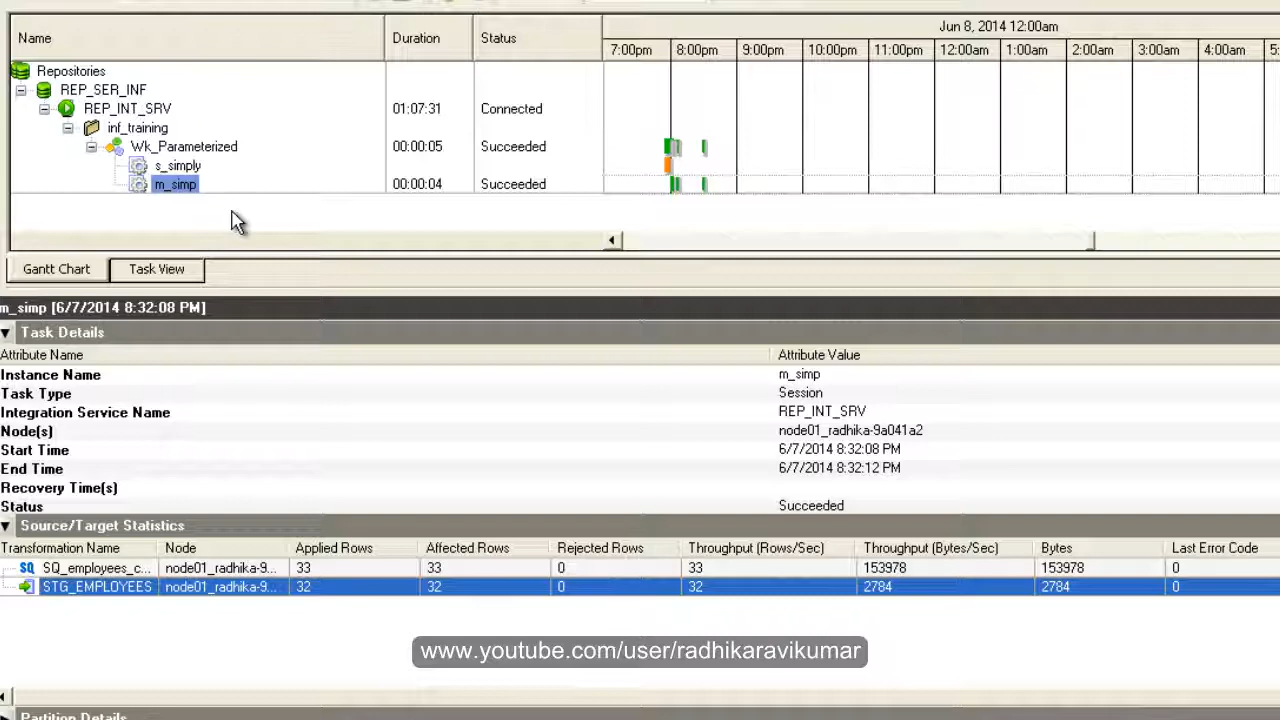 Jun 8, 2014 12:00am
Name Duration Status 7:00pm 8:00pm 9:00pm 10:00pm 11:00pm 12:00am 1:00am 2:00am 3:00am 4:00am 5:
Repositories
REP_SER_INF
REP_INT_SRV 01:07:31 Connected
inf_training
Wk_Parameterized 00:00:05 Succeeded
s_simply
m_simp 00:00:04 Succeeded
Gantt Chart Task View
m_simp [6/7/2014 8:32:08 PM]
Task Details
Attribute Name Attribute Value
Instance Name m_simp
Task Type Session
Integration Service Name REP_INT_SRV
Node(s) node01_radhika-9a041a2
Start Time 6/7/2014 8:32:08 PM
End Time 6/7/2014 8:32:12 PM
Recovery Time(s)
Status Succeeded
Source/Target Statistics
Transformation Name Node Applied Rows Affected Rows Rejected Rows Throughput (Rows/Sec) Throughput (Bytes/Sec) Bytes Last Error Code
SQ SQ_employees_c... node01_radhika-9... 33 33 0 33 153978 153978 0
STG_EMPLOYEES node01_radhika-9... 32 32 0 32 2784 2784 0
www.youtube.com/user/radhikaravikumar
Partition Details